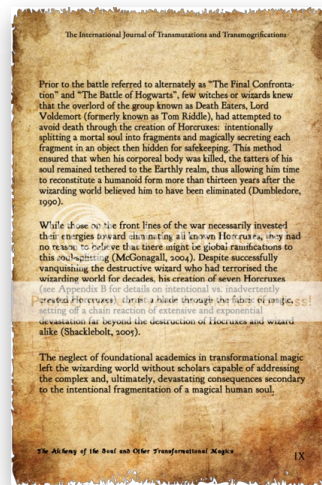 The International Journal of Transmutations and Transmogrifications
Prior to the battle referred to alternately as "The Final Confronta-
tion" and "The Battle of Hogwarts", few witches or wizards knew
that the overlord of the group known as Death Eaters, Lord
Voldemort (formerly known as Tom Riddle), had attempted to
avoid death through the creation of Horcruxes: intentionally
splitting a mortal soul into fragments and magically secreting each
fragment in an object then hidden for safekeeping. This method
ensured that when his corporeal body was killed, the tatters of his
soul remained tethered to the Earthly realm, thus allowing him time
to reconstitute a humanoid form more than thirteen years after the
wizarding world believed him to have been eliminated (Dumbledore,
1990).
While those on the front lines of the war necessarily invested
their energies toward eliminating all known Horcruxes, they had
no reason to believe that there might be global ramifications to
this soul-splitting (McGonagall, 2004). Despite successfully
vanquishing the destructive wizard who had terrorised the
wizarding world for decades, his creation of seven Horcruxes
(see Appendix B for details on intentional vs. inadvertently
created Horcruxes) thrust a blade through the fabric of magic,
setting off a chain reaction of extensive and exponential
devastation far beyond the destruction of Hocruxes and wizard
alike (Shacklebolt, 2005).
The neglect of foundational academics in transformational magic
left the wizarding world without scholars capable of addressing
the complex and, ultimately, devastating consequences secondary
to the intentional fragmentation of a magical human soul.
The Alchemy of the Soul and Other Transformational Magics
IX